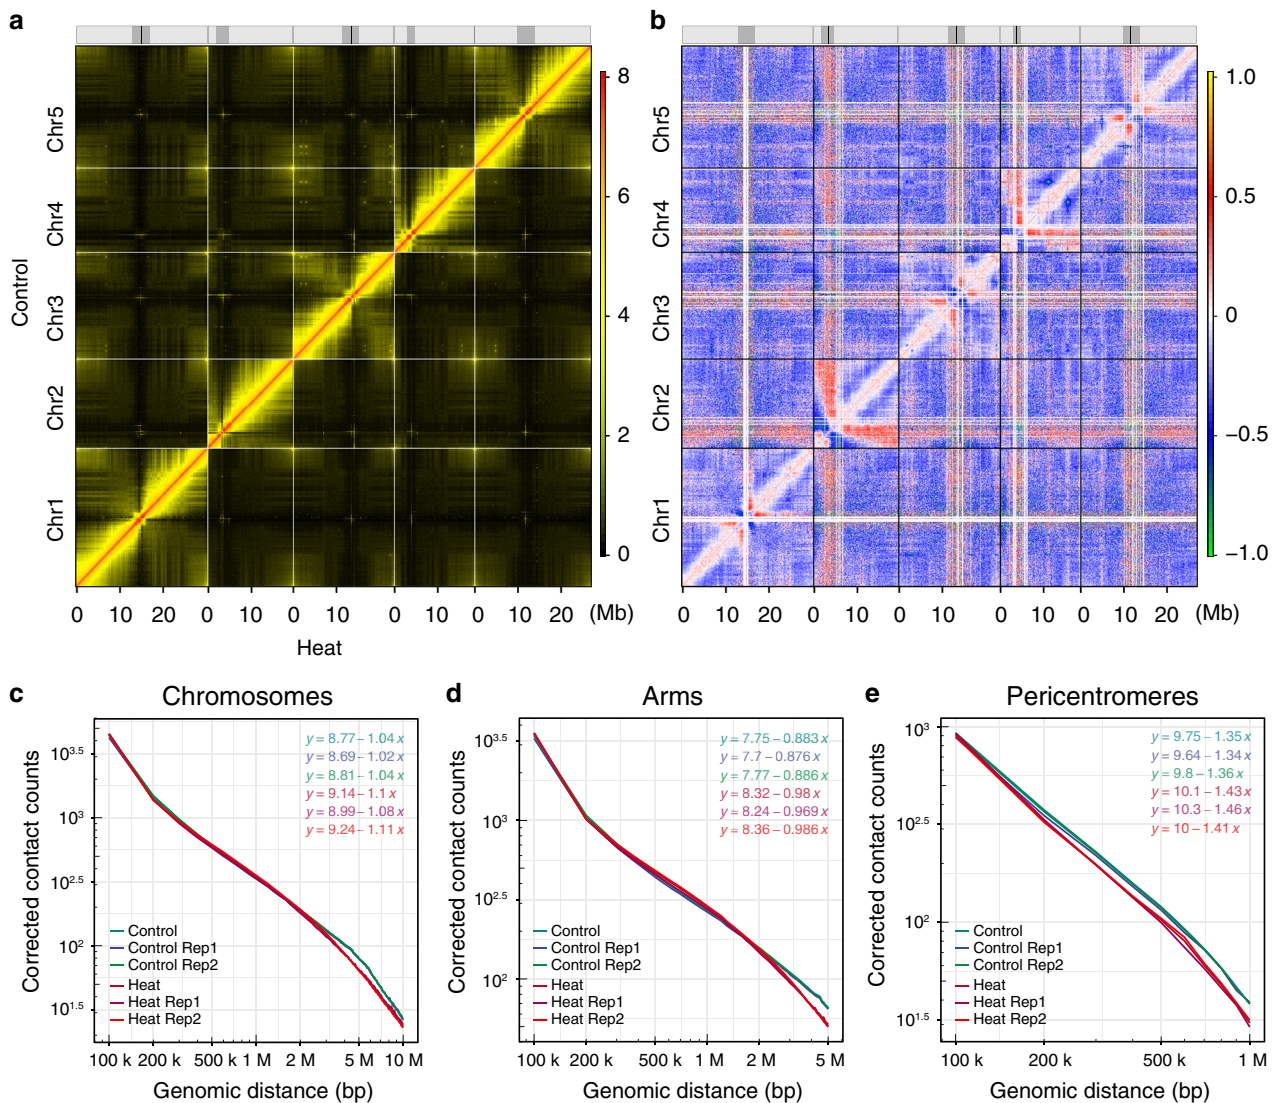 a
b
Control
Chr5
Chr4
Chr3
Chr2
Chr1
8
6
4
2
0
0 10 20 0 10 0 10 0 10 0 10 20 (Mb)
Heat
Chr5
Chr4
Chr3
Chr2
Chr1
1.0
0.5
0
−0.5
−1.0
0 10 20 0 10 0 10 0 10 0 10 20 (Mb)
c
Chromosomes
Corrected contact counts
10^3.5
10^3
10^2.5
10^2
10^1.5
y = 8.77 − 1.04 x
y = 8.69 − 1.02 x
y = 8.81 − 1.04 x
y = 9.14 − 1.1 x
y = 8.99 − 1.08 x
y = 9.24 − 1.11 x
Control
Control Rep1
Control Rep2
Heat
Heat Rep1
Heat Rep2
100 k 200 k 500 k 1 M 2 M 5 M 10 M
Genomic distance (bp)
d
Arms
Corrected contact counts
10^3.5
10^3
10^2.5
10^2
y = 7.75 − 0.883 x
y = 7.7 − 0.876 x
y = 7.77 − 0.886 x
y = 8.32 − 0.98 x
y = 8.24 − 0.969 x
y = 8.36 − 0.986 x
Control
Control Rep1
Control Rep2
Heat
Heat Rep1
Heat Rep2
100 k 200 k 500 k 1 M 2 M 5 M
Genomic distance (bp)
e
Pericentromeres
Corrected contact counts
10^3
10^2.5
10^2
10^1.5
y = 9.75 − 1.35 x
y = 9.64 − 1.34 x
y = 9.8 − 1.36 x
y = 10.1 − 1.43 x
y = 10.3 − 1.46 x
y = 10 − 1.41 x
Control
Control Rep1
Control Rep2
Heat
Heat Rep1
Heat Rep2
100 k 200 k 500 k 1 M
Genomic distance (bp)